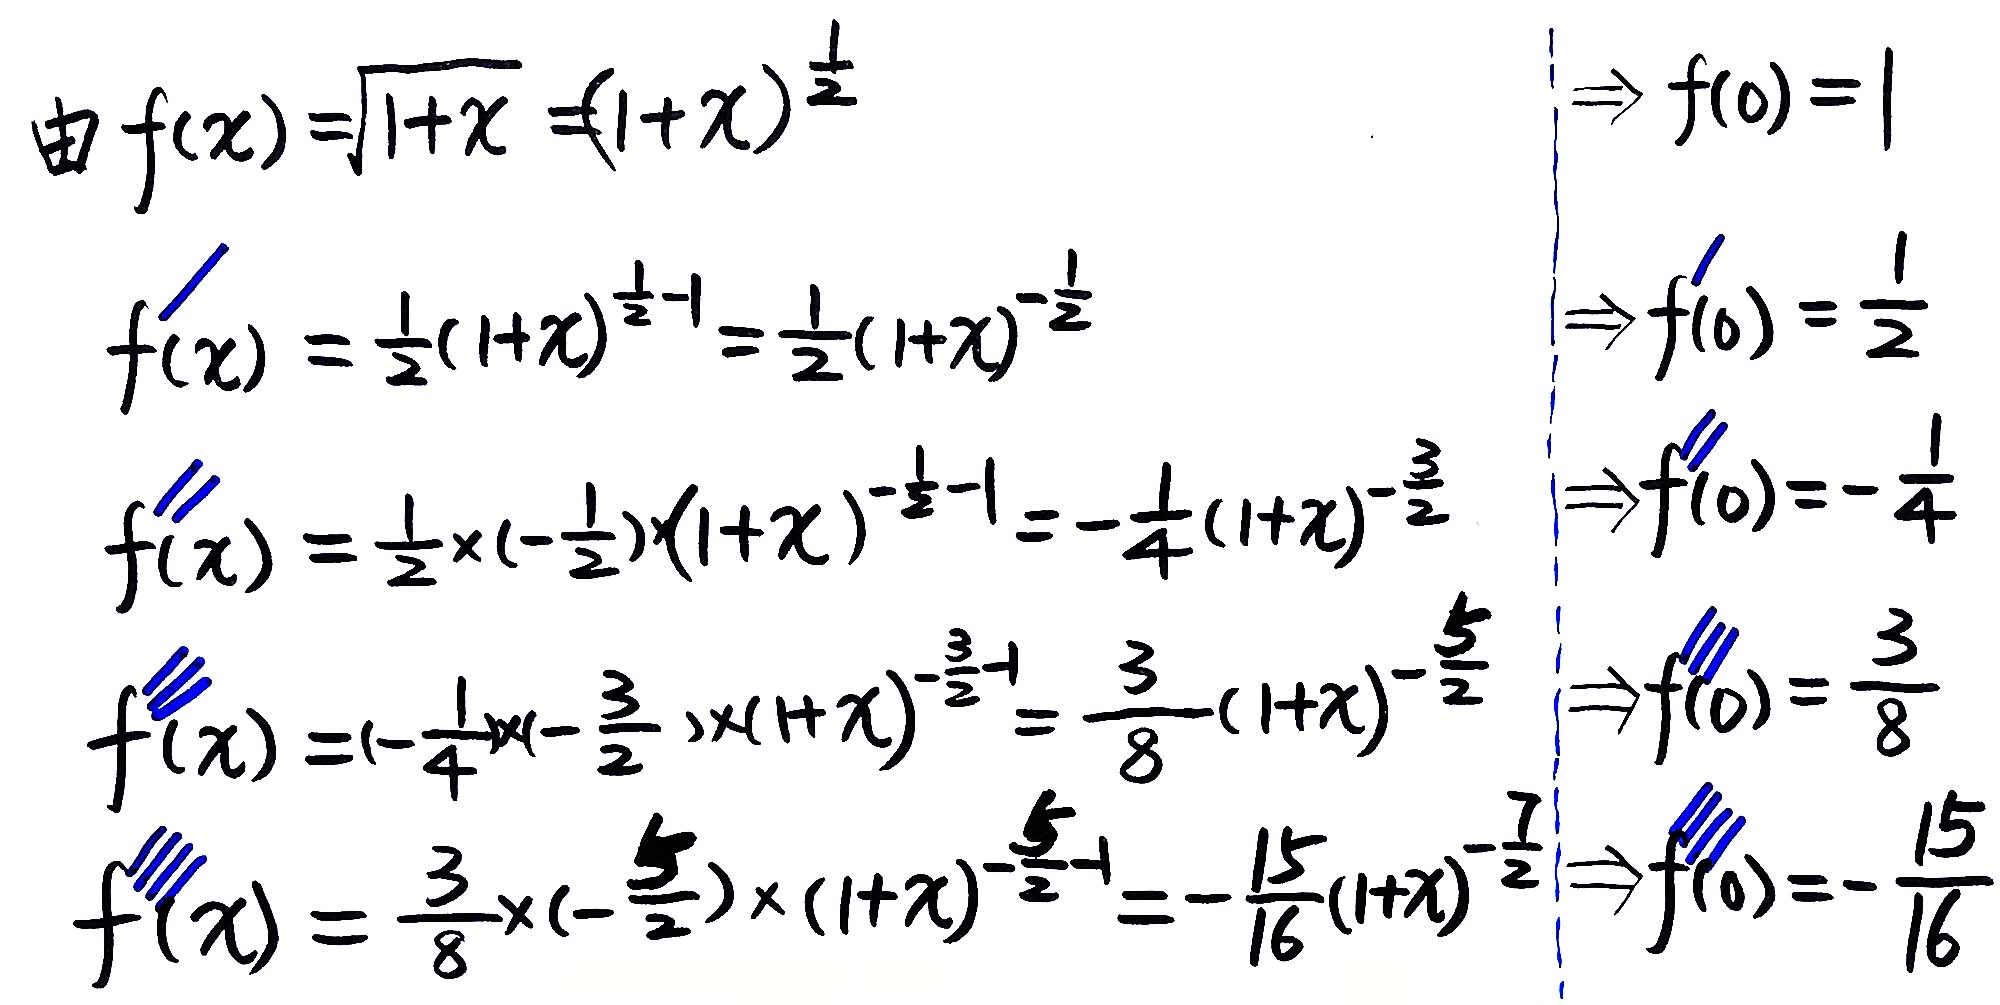 由 f(x) = √(1+x) = (1+x)^(1/2) ⇒ f(0) = 1
f′(x) = 1/2 (1+x)^(1/2 − 1) = 1/2 (1+x)^(−1/2) ⇒ f′(0) = 1/2
f″(x) = 1/2 × (−1/2) × (1+x)^(−1/2 − 1) = −1/4 (1+x)^(−3/2) ⇒ f″(0) = −1/4
f‴(x) = (−1/4) × (−3/2) × (1+x)^(−3/2 − 1) = 3/8 (1+x)^(−5/2) ⇒ f‴(0) = 3/8
f⁗(x) = 3/8 × (−5/2) × (1+x)^(−5/2 − 1) = −15/16 (1+x)^(−7/2) ⇒ f⁗(0) = −15/16